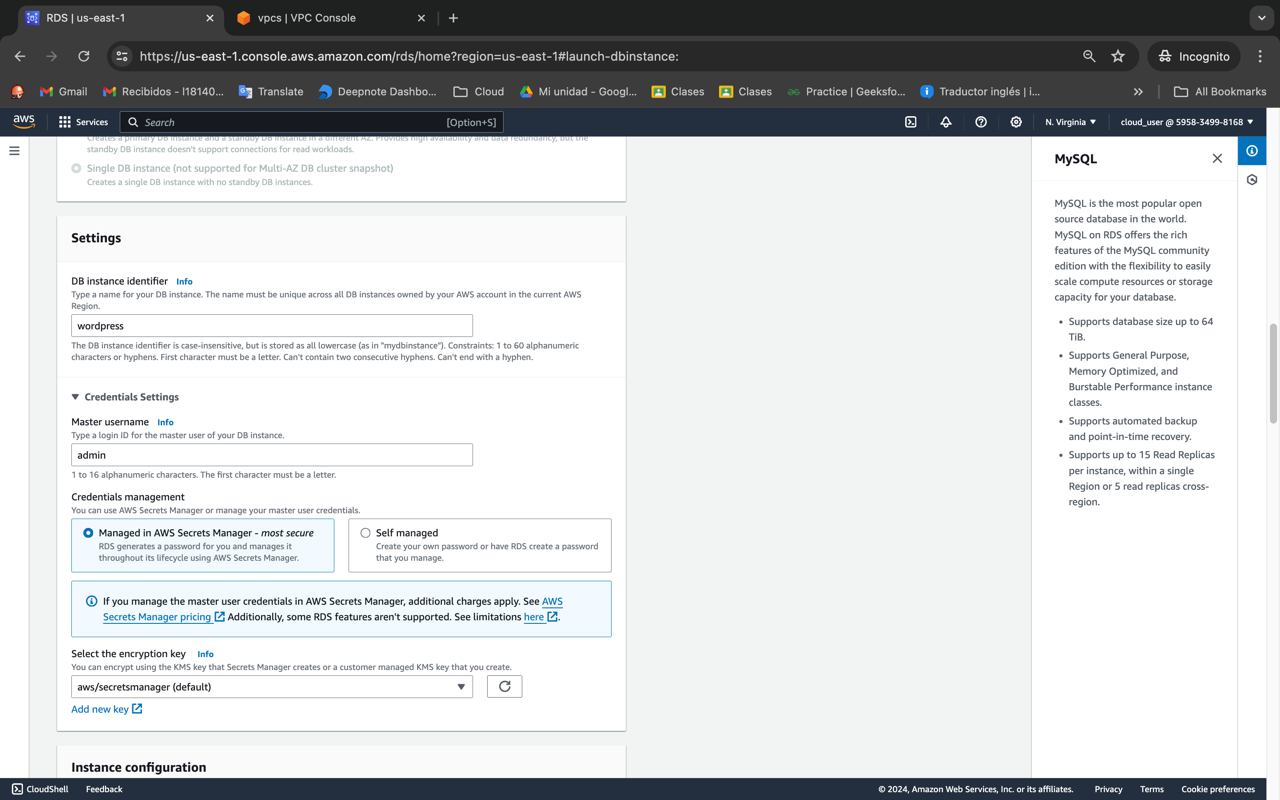 RDS | us-east-1
vpcs | VPC Console
https://us-east-1.console.aws.amazon.com/rds/home?region=us-east-1#launch-dbinstance:
Incognito
Gmail
Recibidos - l18140...
Translate
Deepnote Dashbo...
Cloud
Mi unidad - Googl...
Clases
Clases
Practice | Geeksfo...
Traductor inglés | i...
All Bookmarks
aws
Services
Search
[Option+S]
N. Virginia
cloud_user @ 5958-3499-8168
Creates a primary DB instance and a standby DB instance in a different AZ. Provides high availability and data redundancy, but the
standby DB instance doesn't support connections for read workloads.
Single DB instance (not supported for Multi-AZ DB cluster snapshot)
Creates a single DB instance with no standby DB instances.
Settings
DB instance identifier Info
Type a name for your DB instance. The name must be unique across all DB instances owned by your AWS account in the current AWS
Region.
wordpress
The DB instance identifier is case-insensitive, but is stored as all lowercase (as in "mydbinstance"). Constraints: 1 to 60 alphanumeric
characters or hyphens. First character must be a letter. Can't contain two consecutive hyphens. Can't end with a hyphen.
Credentials Settings
Master username Info
Type a login ID for the master user of your DB instance.
admin
1 to 16 alphanumeric characters. The first character must be a letter.
Credentials management
You can use AWS Secrets Manager or manage your master user credentials.
Managed in AWS Secrets Manager - most secure
RDS generates a password for you and manages it
throughout its lifecycle using AWS Secrets Manager.
Self managed
Create your own password or have RDS create a password
that you manage.
If you manage the master user credentials in AWS Secrets Manager, additional charges apply. See AWS
Secrets Manager pricing Additionally, some RDS features aren't supported. See limitations here .
Select the encryption key Info
You can encrypt using the KMS key that Secrets Manager creates or a customer managed KMS key that you create.
aws/secretsmanager (default)
Add new key
Instance configuration
MySQL
MySQL is the most popular open
source database in the world.
MySQL on RDS offers the rich
features of the MySQL community
edition with the flexibility to easily
scale compute resources or storage
capacity for your database.
• Supports database size up to 64
TiB.
• Supports General Purpose,
Memory Optimized, and
Burstable Performance instance
classes.
• Supports automated backup
and point-in-time recovery.
• Supports up to 15 Read Replicas
per instance, within a single
Region or 5 read replicas cross-
region.
CloudShell
Feedback
© 2024, Amazon Web Services, Inc. or its affiliates.
Privacy
Terms
Cookie preferences